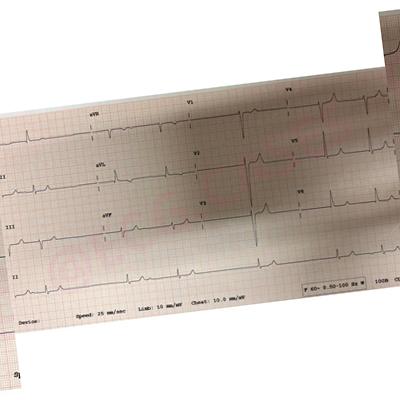 aVR V1 V4
II aVL V2 V5
III aVF V3 V6
II
Device: Speed: 25 mm/sec Limb: 10 mm/mV Chest: 10.0 mm/mV F 60~ 0.50-100 Hz W 100B